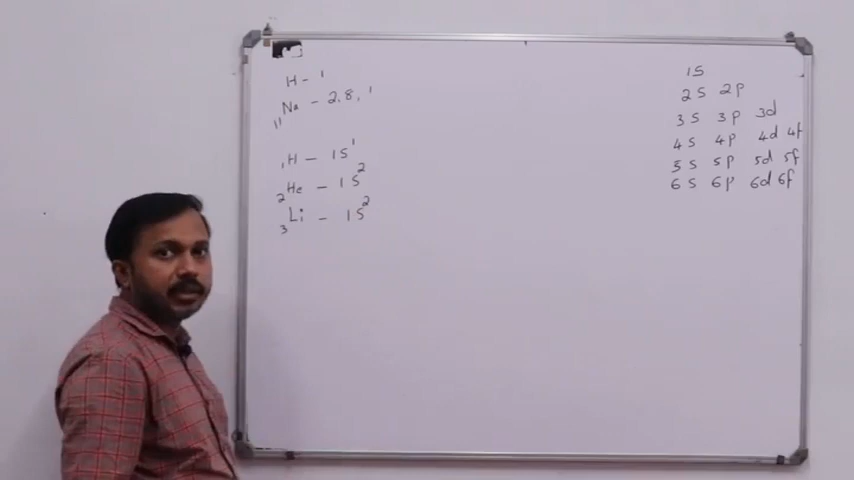 H - 1
₁₁Na - 2,8,1
₁H - 1s¹
₂He - 1s²
₃Li - 1s²
1s
2s 2p
3s 3p 3d
4s 4p 4d 4f
5s 5p 5d 5f
6s 6p 6d 6f